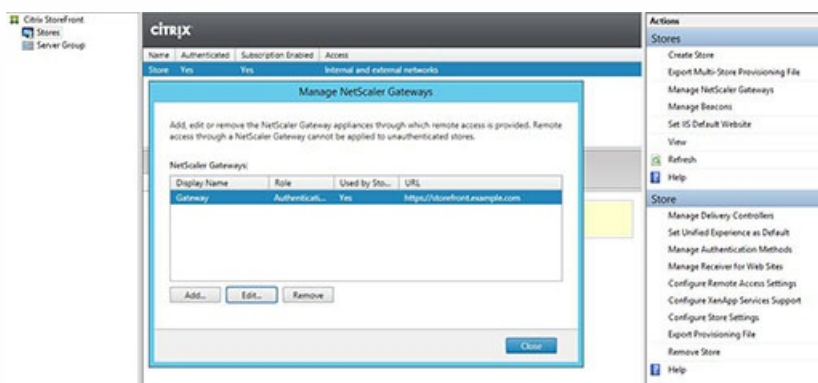 Citrix StoreFront
Stores
Server Group
CİTRIX
Name Authenticated Subscription Enabled Access
Store Yes Yes Internal and external networks
Manage NetScaler Gateways
Add, edit or remove the NetScaler Gateway appliances through which remote access is provided. Remote
access through a NetScaler Gateway cannot be applied to unauthenticated stores.
NetScaler Gateways:
Display Name Role Used by Sto... URL
Gateway Authenticati... Yes https://storefront.example.com
Add... Edit... Remove
Close
Actions
Stores
Create Store
Export Multi-Store Provisioning File
Manage NetScaler Gateways
Manage Beacons
Set IIS Default Website
View
Refresh
Help
Store
Manage Delivery Controllers
Set Unified Experience as Default
Manage Authentication Methods
Manage Receiver for Web Sites
Configure Remote Access Settings
Configure XenApp Services Support
Configure Store Settings
Export Provisioning File
Remove Store
Help